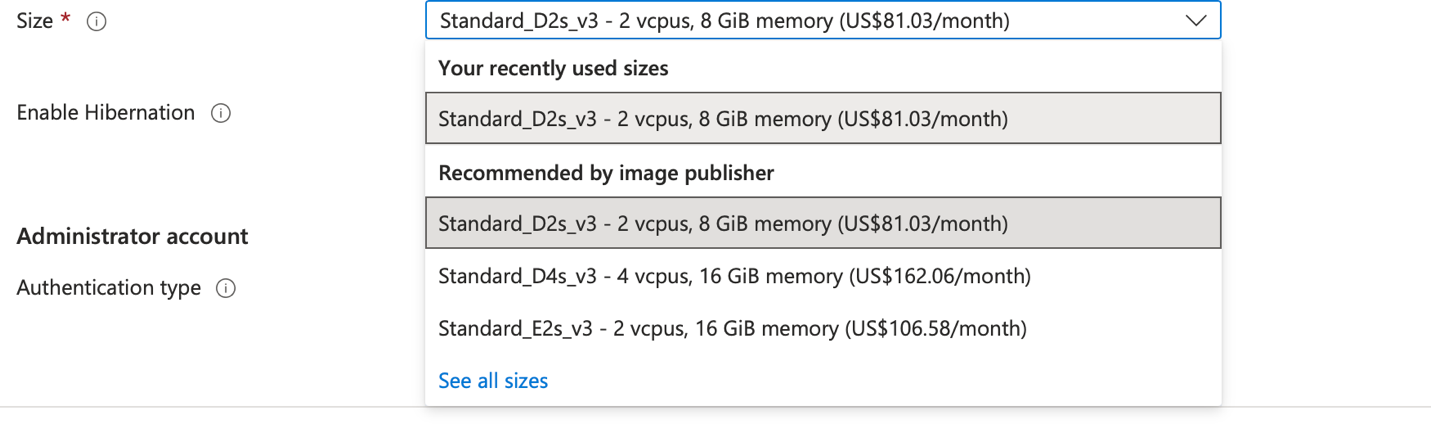 Size * Standard_D2s_v3 - 2 vcpus, 8 GiB memory (US$81.03/month)
Your recently used sizes
Enable Hibernation
Standard_D2s_v3 - 2 vcpus, 8 GiB memory (US$81.03/month)
Recommended by image publisher
Standard_D2s_v3 - 2 vcpus, 8 GiB memory (US$81.03/month)
Administrator account
Standard_D4s_v3 - 4 vcpus, 16 GiB memory (US$162.06/month)
Authentication type
Standard_E2s_v3 - 2 vcpus, 16 GiB memory (US$106.58/month)
See all sizes